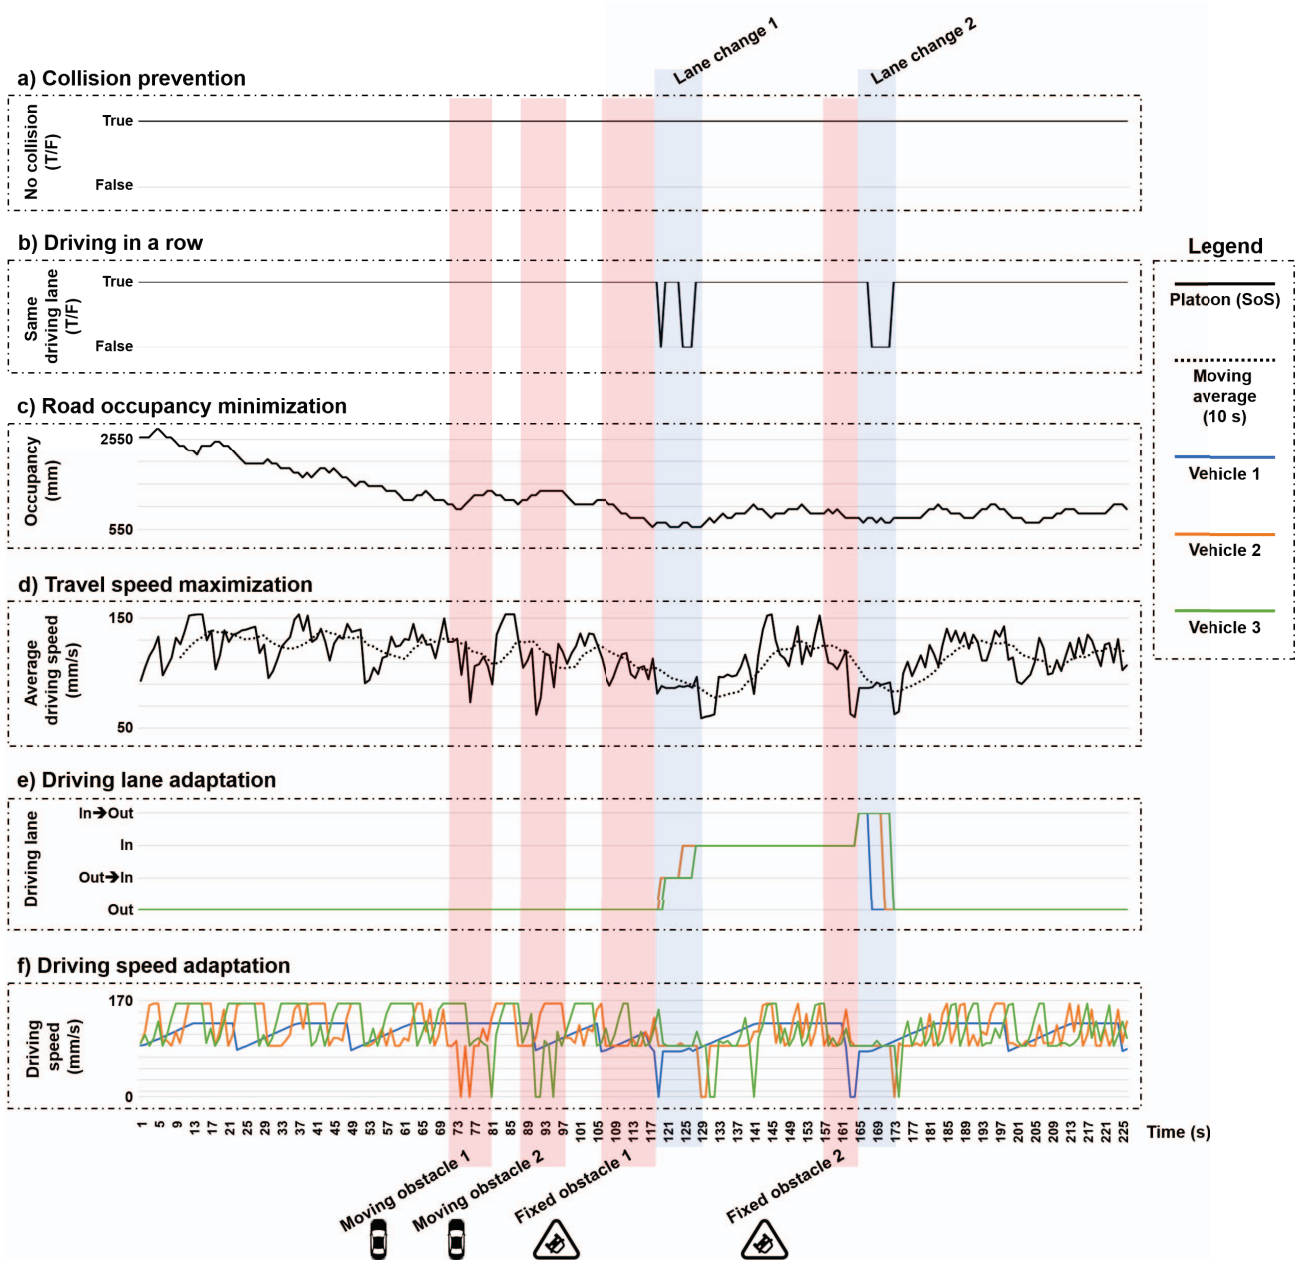 Lane change 1
Lane change 2
a) Collision prevention
No collision
(T/F)
True
False
b) Driving in a row
Same
driving lane
(T/F)
True
False
c) Road occupancy minimization
Occupancy
(mm)
2550
550
d) Travel speed maximization
Average
driving speed
(mm/s)
150
50
e) Driving lane adaptation
Driving lane
In➔Out
In
Out➔In
Out
f) Driving speed adaptation
Driving
speed
(mm/s)
170
0
1 5 9 13 17 21 25 29 33 37 41 45 49 53 57 61 65 69 73 77 81 85 89 93 97 101 105 109 113 117 121 125 129 133 137 141 145 149 153 157 161 165 169 173 177 181 185 189 193 197 201 205 209 213 217 221 225
Time (s)
Moving obstacle 1
Moving obstacle 2
Fixed obstacle 1
Fixed obstacle 2
Legend
Platoon (SoS)
Moving
average
(10 s)
Vehicle 1
Vehicle 2
Vehicle 3